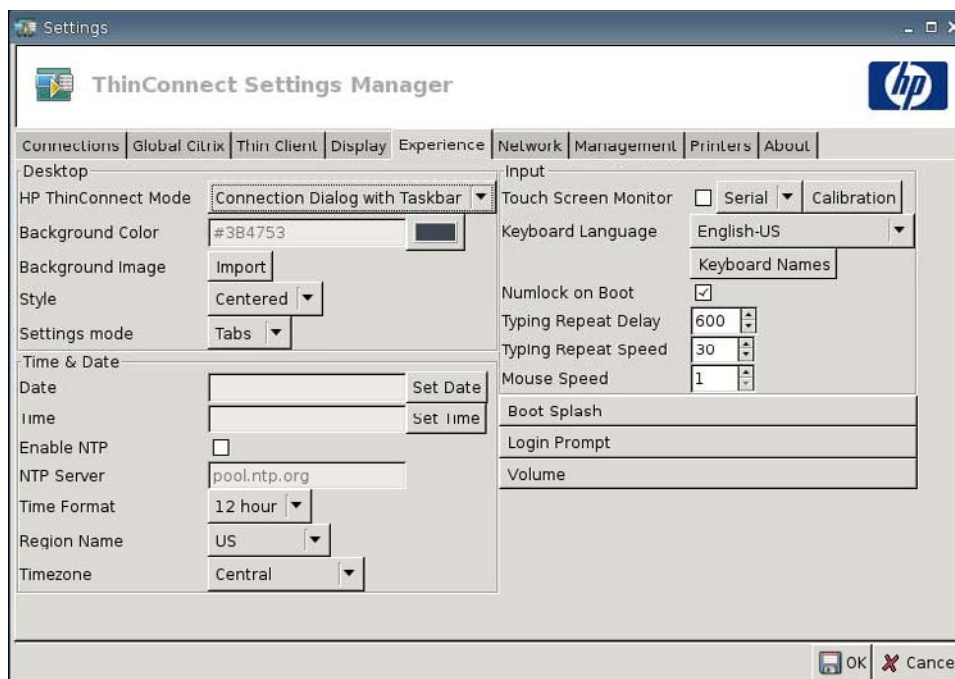 Settings
ThinConnect Settings Manager
hp
Connections Global Citrix Thin Client Display Experience Network Management Printers About
Desktop
HP ThinConnect Mode Connection Dialog with Taskbar
Background Color #3B4753
Background Image Import
Style Centered
Settings mode Tabs
Time & Date
Date Set Date
Time Set Time
Enable NTP
NTP Server pool.ntp.org
Time Format 12 hour
Region Name US
Timezone Central
Input
Touch Screen Monitor Serial Calibration
Keyboard Language English-US
Keyboard Names
Numlock on Boot
Typing Repeat Delay 600
Typing Repeat Speed 30
Mouse Speed 1
Boot Splash
Login Prompt
Volume
OK Cance